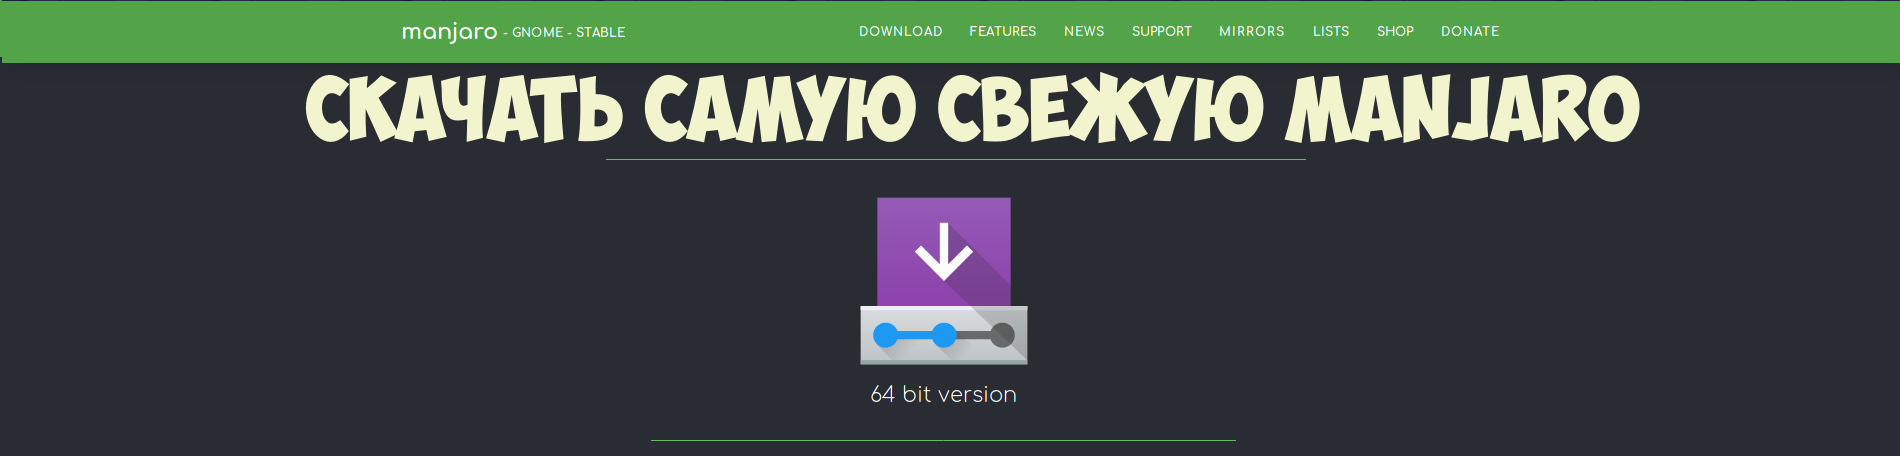 manjaro - GNOME - STABLE DOWNLOAD FEATURES NEWS SUPPORT MIRRORS LISTS SHOP DONATE
СКАЧАТЬ САМУЮ СВЕЖУЮ MANJARO
64 bit version